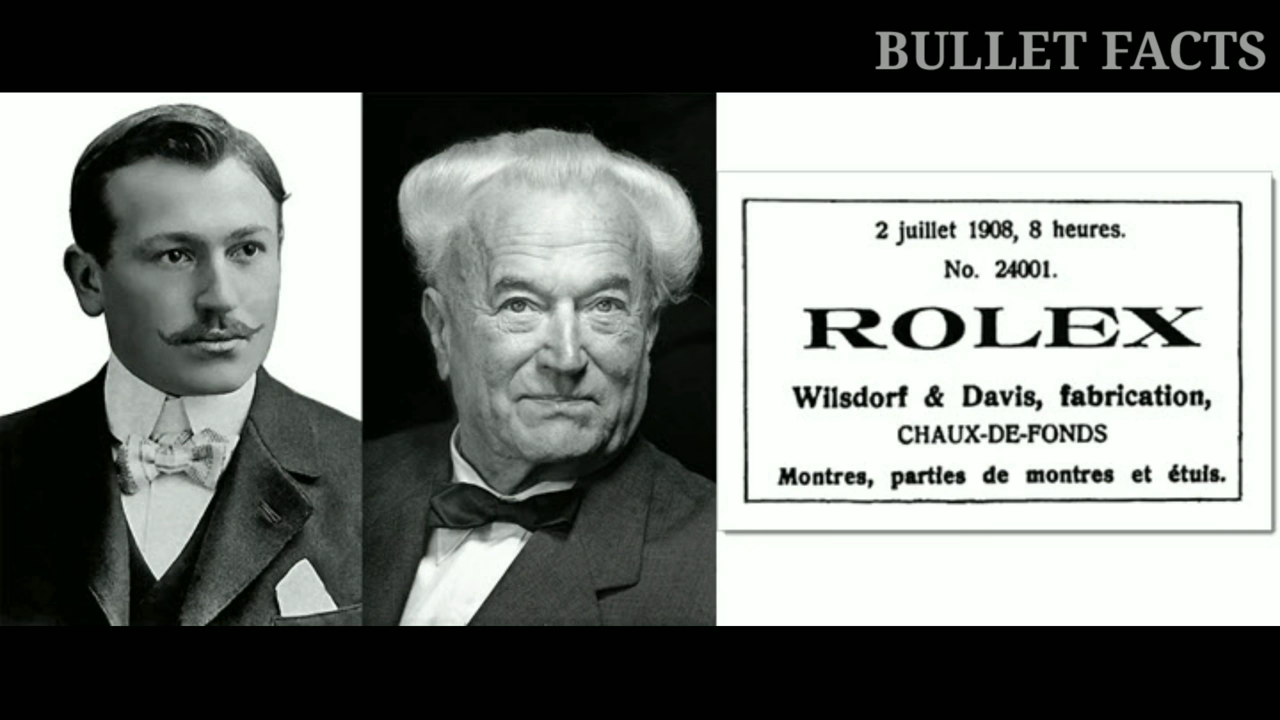 BULLET FACTS
2 juillet 1908, 8 heures.
No. 24001.
ROLEX
Wilsdorf & Davis, fabrication,
CHAUX-DE-FONDS
Montres, parties de montres et étuis.